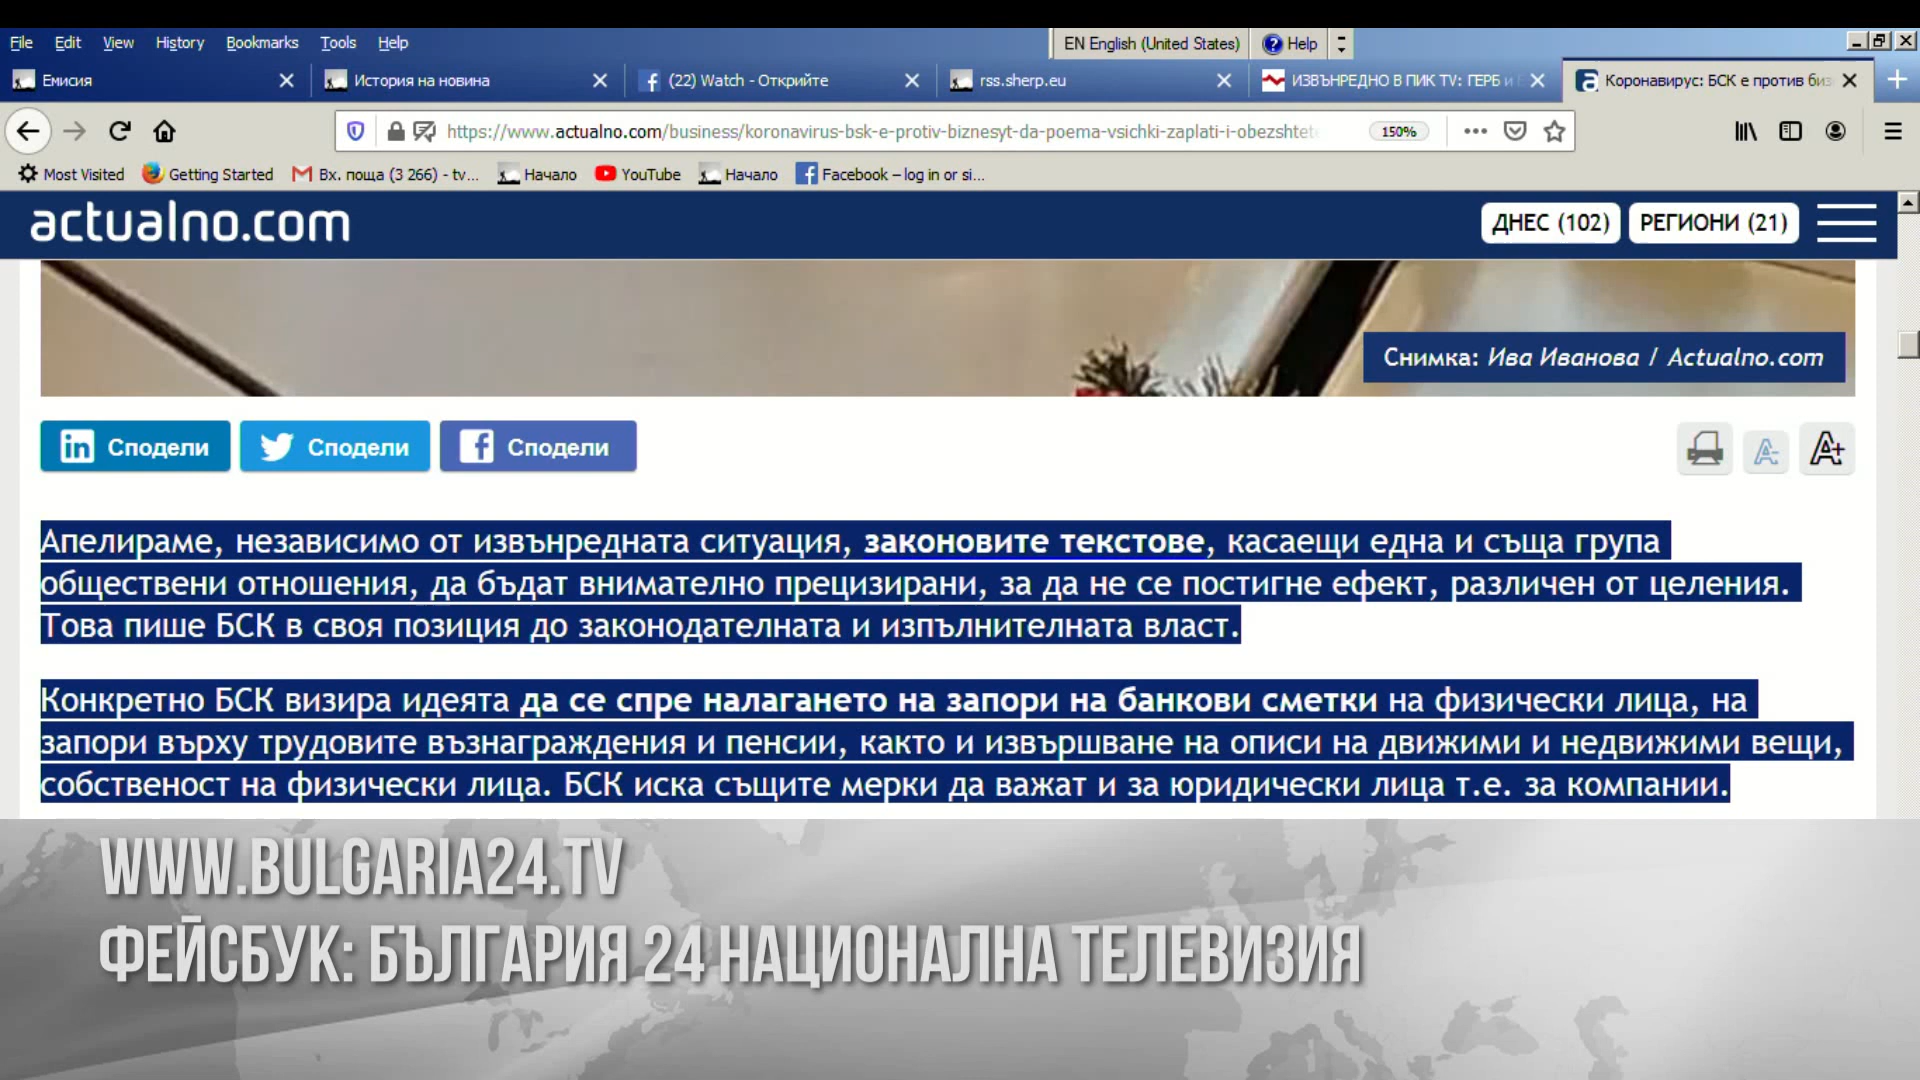 File Edit View History Bookmarks Tools Help
EN English (United States) Help
Емисия
История на новина
(22) Watch - Открийте
rss.sherp.eu
ИЗВЪНРЕДНО В ПИК TV: ГЕРБ и
Коронавирус: БСК е против биз
https://www.actualno.com/business/koronavirus-bsk-e-protiv-biznesyt-da-poema-vsichki-zaplati-i-obezshtet
150%
Most Visited Getting Started Вх. поща (3 266) - tv... Начало YouTube Начало Facebook – log in or si...
actualno.com
ДНЕС (102) РЕГИОНИ (21)
Снимка: Ива Иванова / Actualno.com
in Сподели Сподели f Сподели
A- A+
Апелираме, независимо от извънредната ситуация, законовите текстове, касаещи една и съща група
обществени отношения, да бъдат внимателно прецизирани, за да не се постигне ефект, различен от целения.
Това пише БСК в своя позиция до законодателната и изпълнителната власт.
Конкретно БСК визира идеята да се спре налагането на запори на банкови сметки на физически лица, на
запори върху трудовите възнаграждения и пенсии, както и извършване на описи на движими и недвижими вещи,
собственост на физически лица. БСК иска същите мерки да важат и за юридически лица т.е. за компании.
WWW.BULGARIA24.TV
ФЕЙСБУК: БЪЛГАРИЯ 24 НАЦИОНАЛНА ТЕЛЕВИЗИЯ